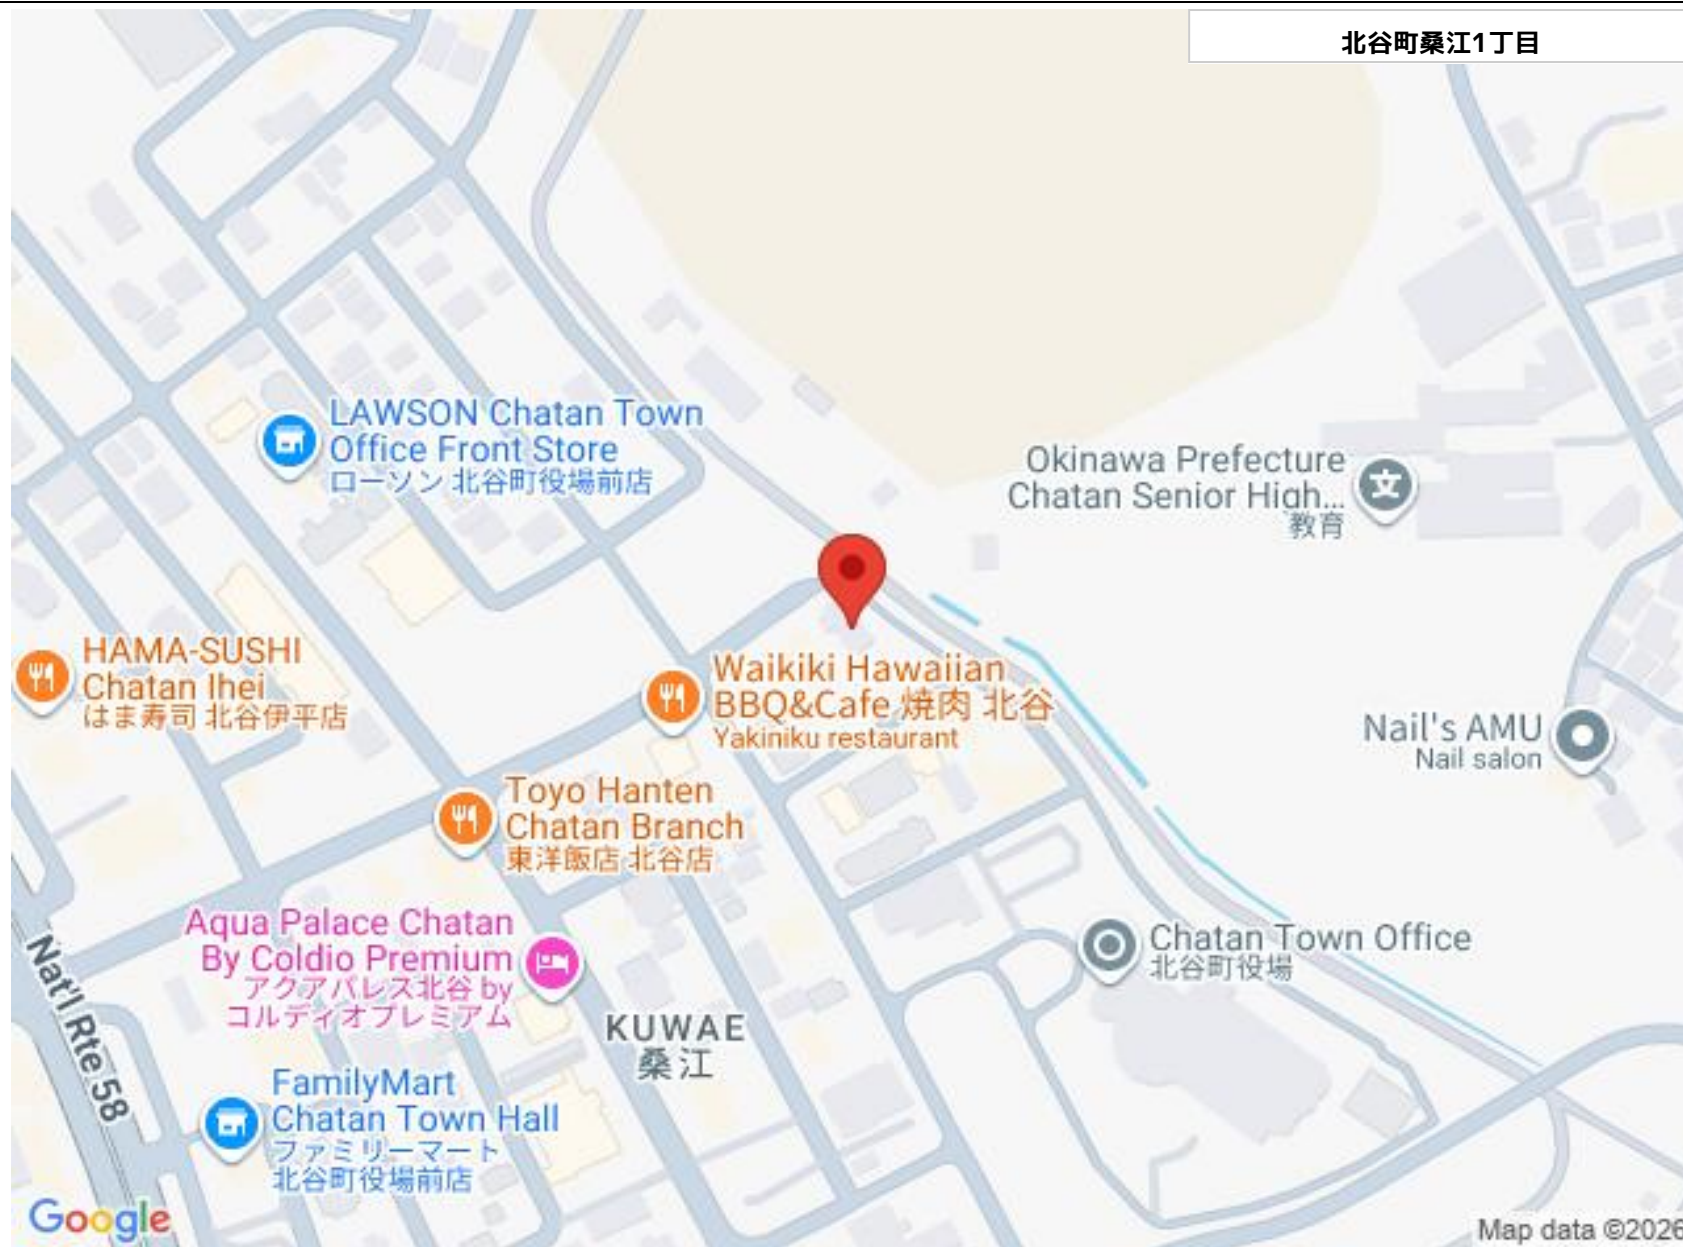 北谷町桑江1丁目
LAWSON Chatan Town
Office Front Store
ローソン 北谷町役場前店
Okinawa Prefecture
Chatan Senior High...
教育
文
HAMA-SUSHI
Chatan Ihei
はま寿司 北谷伊平店
Waikiki Hawaiian
BBQ&Cafe 焼肉 北谷
Yakiniku restaurant
Nail's AMU
Nail salon
Toyo Hanten
Chatan Branch
東洋飯店 北谷店
Aqua Palace Chatan
By Coldio Premium
アクアパレス北谷 by
コルディオプレミアム
Chatan Town Office
北谷町役場
Nat'l Rte 58
KUWAE
桑江
FamilyMart
Chatan Town Hall
ファミリーマート
北谷町役場前店
Google
Map data ©2026